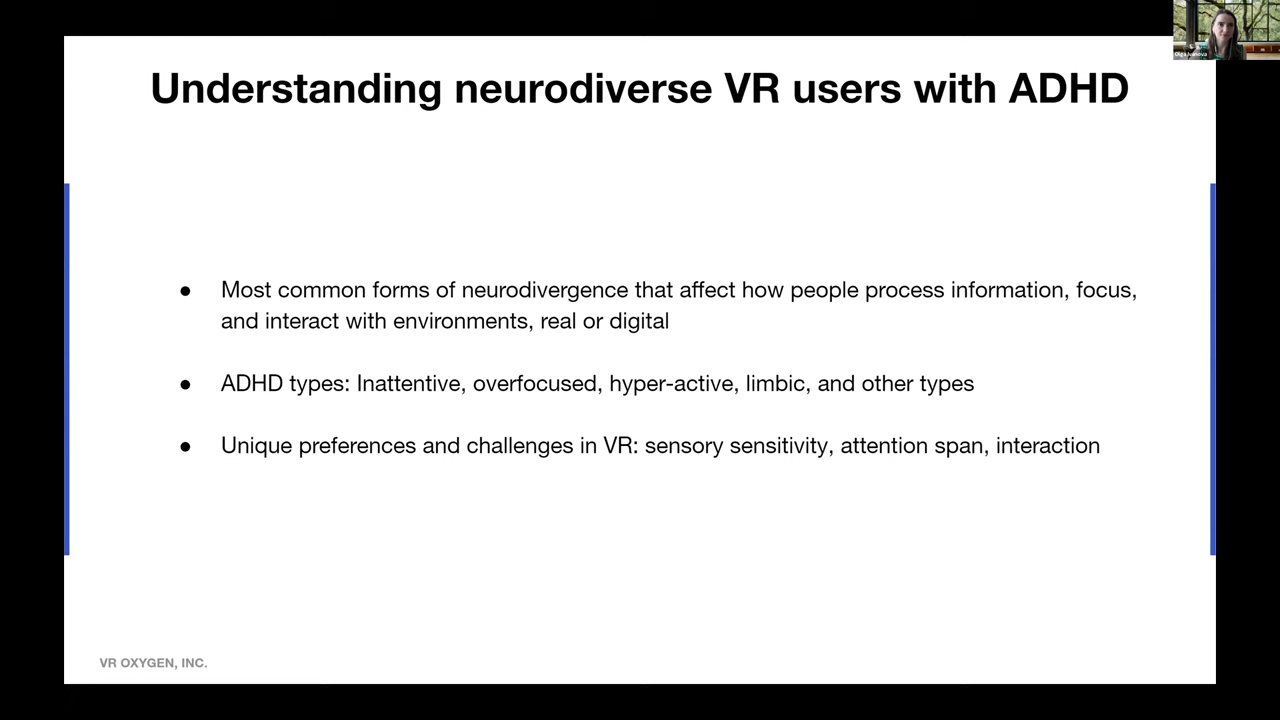 Understanding neurodiverse VR users with ADHD
Olga Ivanova
● Most common forms of neurodivergence that affect how people process information, focus,
and interact with environments, real or digital
● ADHD types: Inattentive, overfocused, hyper-active, limbic, and other types
● Unique preferences and challenges in VR: sensory sensitivity, attention span, interaction
VR OXYGEN, INC.